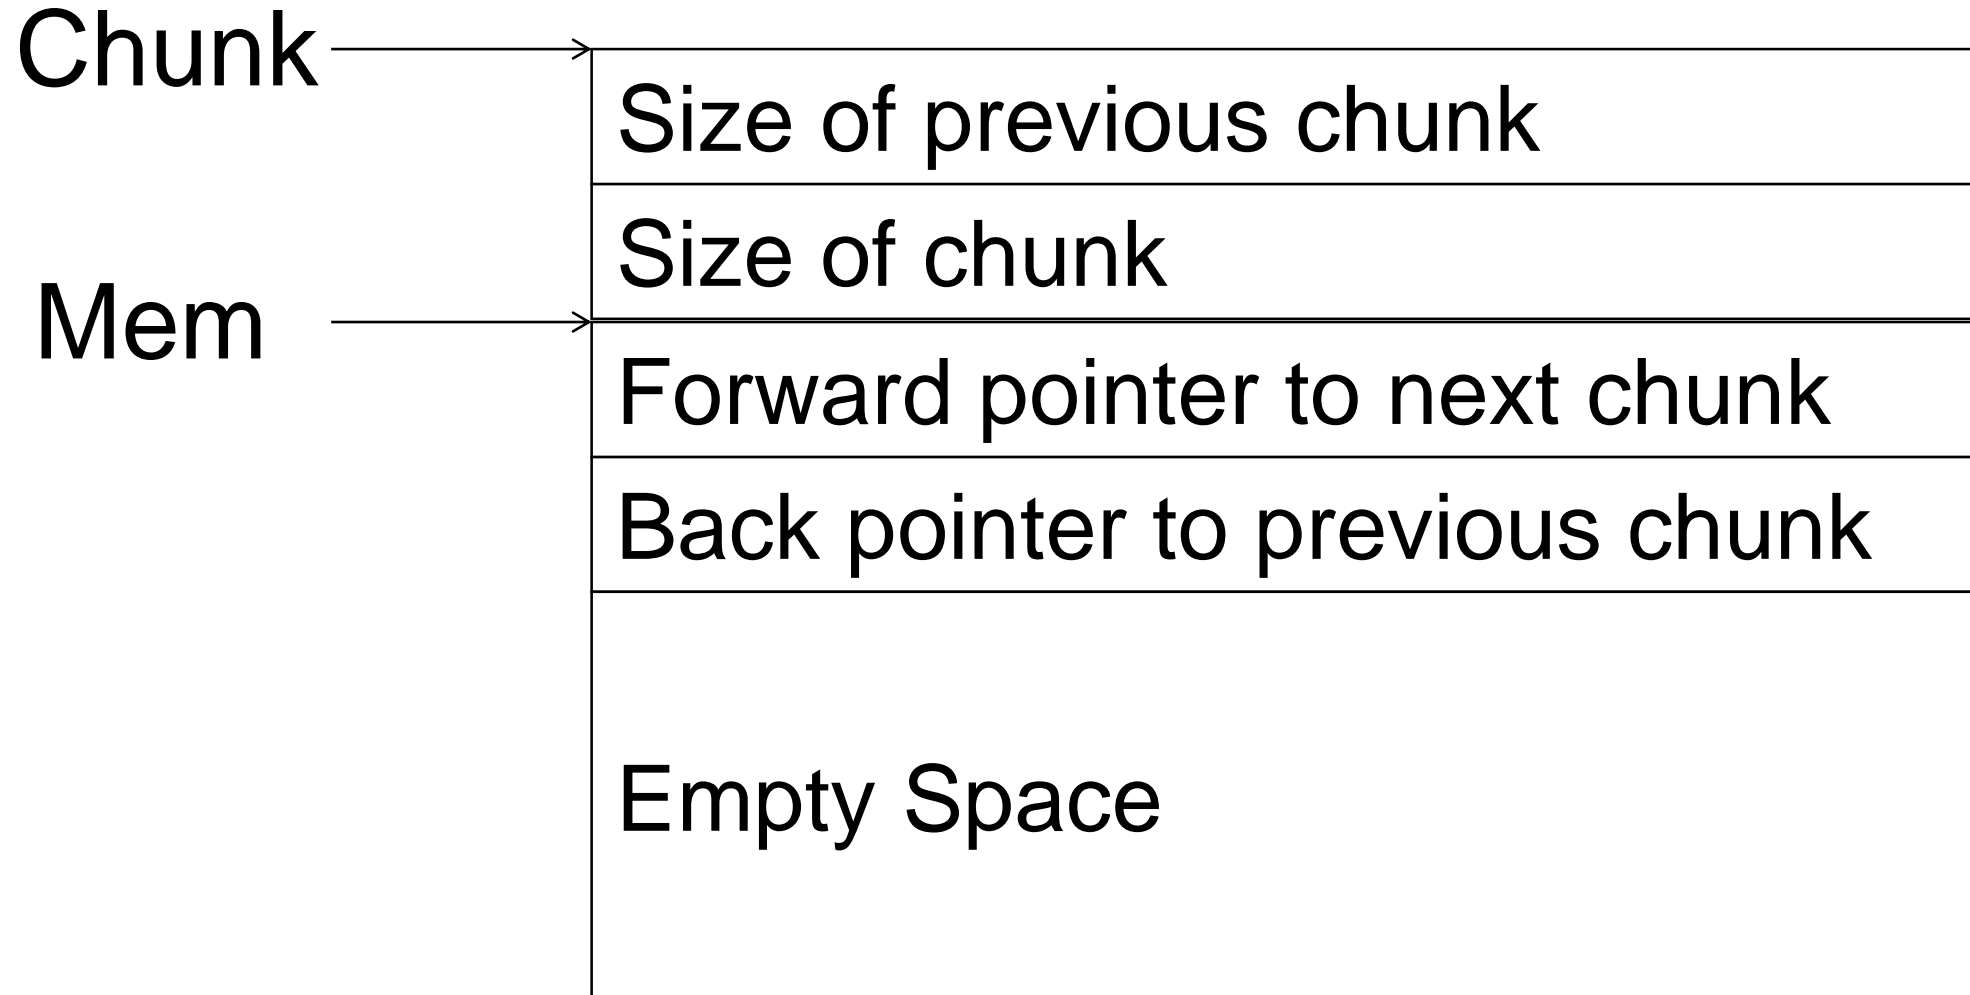 Chunk
Size of previous chunk
Size of chunk
Mem
Forward pointer to next chunk
Back pointer to previous chunk
Empty Space